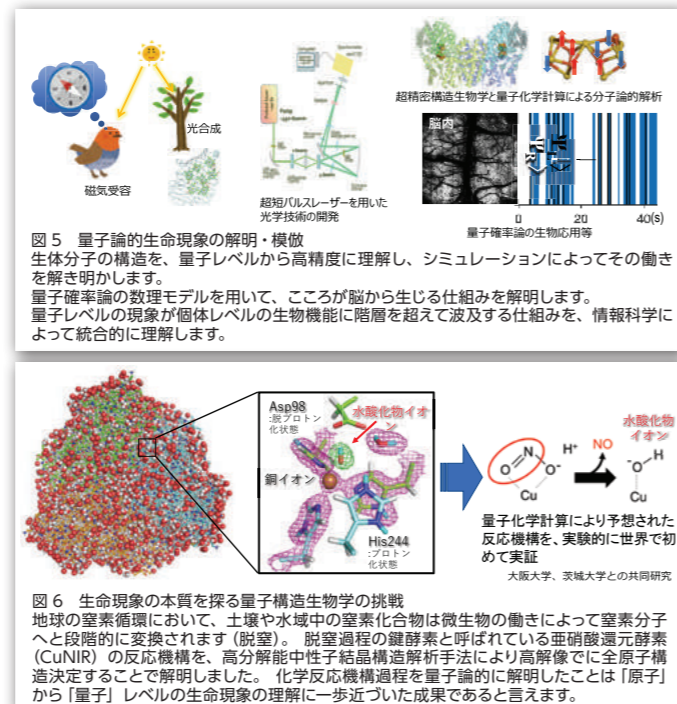 光合成
磁気受容
超短パルスレーザーを用いた
光学技術の開発
超精密構造生物学と量子化学計算による分子論的解析
脳内
0 20 40(s)
量子確率論の生物応用等
図 5 量子論的生命現象の解明・模倣
生体分子の構造を、量子レベルから高精度に理解し、シミュレーションによってその働き
を解き明かします。
量子確率論の数理モデルを用いて、こころが脳から生じる仕組みを解明します。
量子レベルの現象が個体レベルの生物機能に階層を超えて波及する仕組みを、情報科学に
よって統合的に理解します。
Asp98
:脱プロトン
化状態
水酸化物イオ
ン
銅イオン
His244
:プロトン
化状態
O N O⁻
Cu
H⁺
NO
水酸化物
イオン
⁻O H
Cu
量子化学計算により予想された
反応機構を、実験的に世界で初
めて実証
大阪大学、茨城大学との共同研究
図 6 生命現象の本質を探る量子構造生物学の挑戦
地球の窒素循環において、土壌や水域中の窒素化合物は微生物の働きによって窒素分子
へと段階的に変換されます（脱窒）。 脱窒過程の鍵酵素と呼ばれている亜硝酸還元酵素
（CuNIR）の反応機構を、高分解能中性子結晶構造解析手法により高解像でに全原子構
造決定することで解明しました。 化学反応機構過程を量子論的に解明したことは「原子」
から「量子」レベルの生命現象の理解に一歩近づいた成果であると言えます。